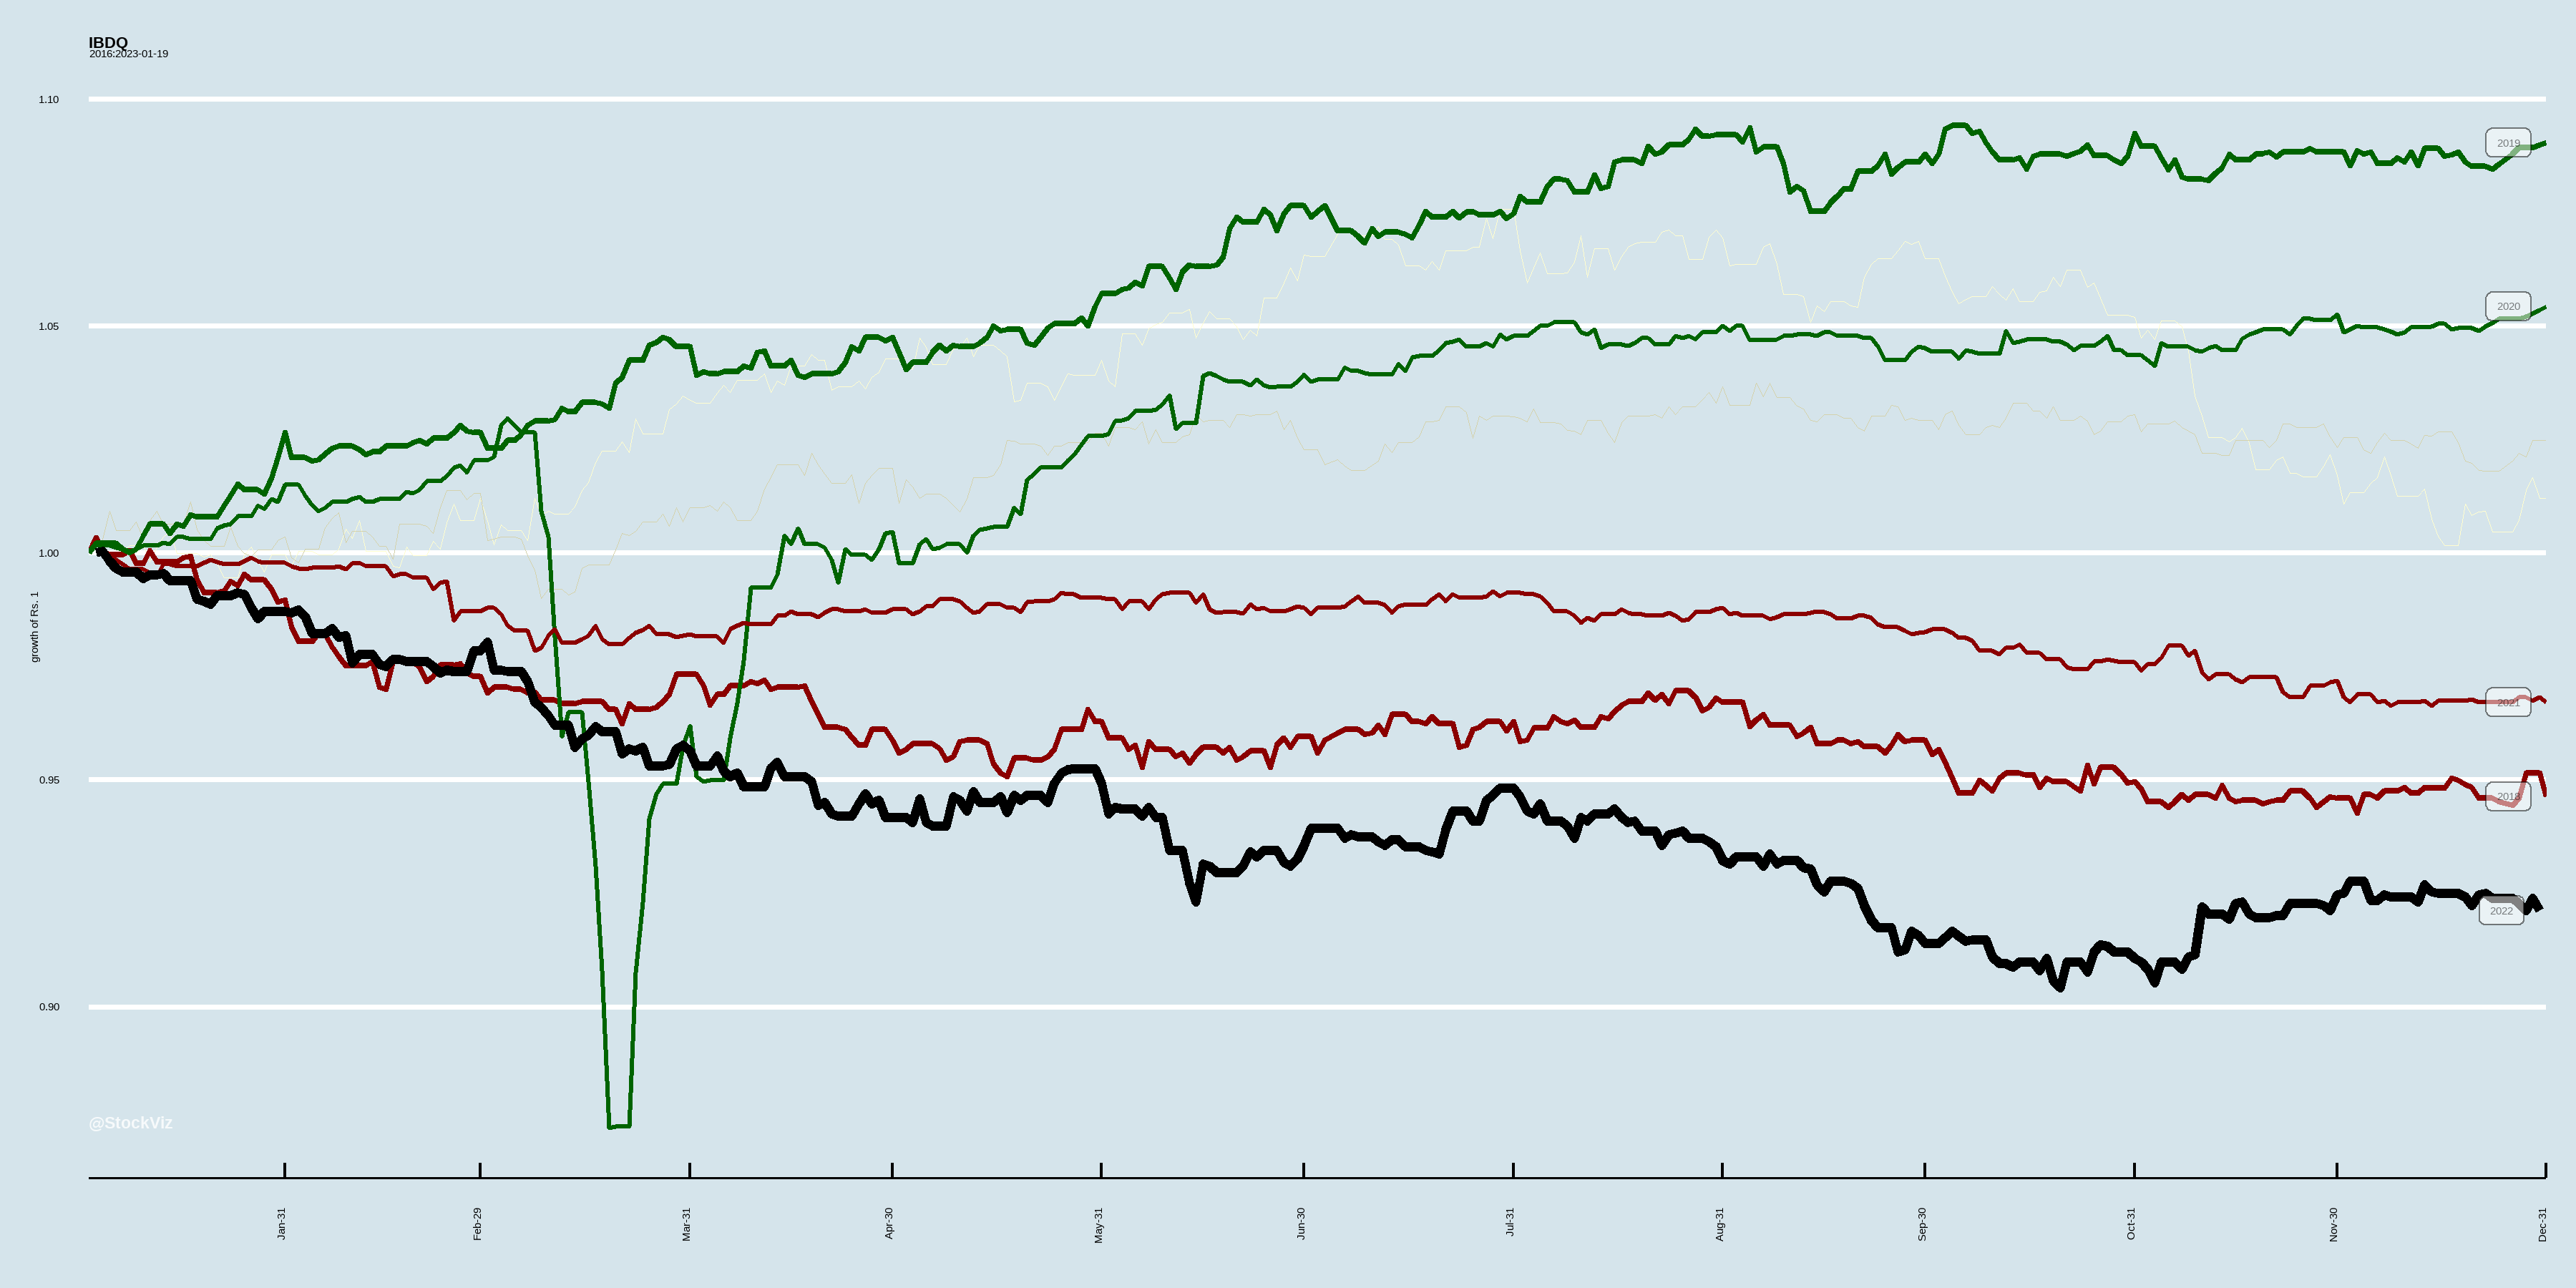 IBDQ
2016:2023-01-19
1.10
1.05
1.00
0.95
0.90
growth of Rs. 1
2019
2020
2021
2018
2022
@StockViz
Jan-31
Feb-29
Mar-31
Apr-30
May-31
Jun-30
Jul-31
Aug-31
Sep-30
Oct-31
Nov-30
Dec-31